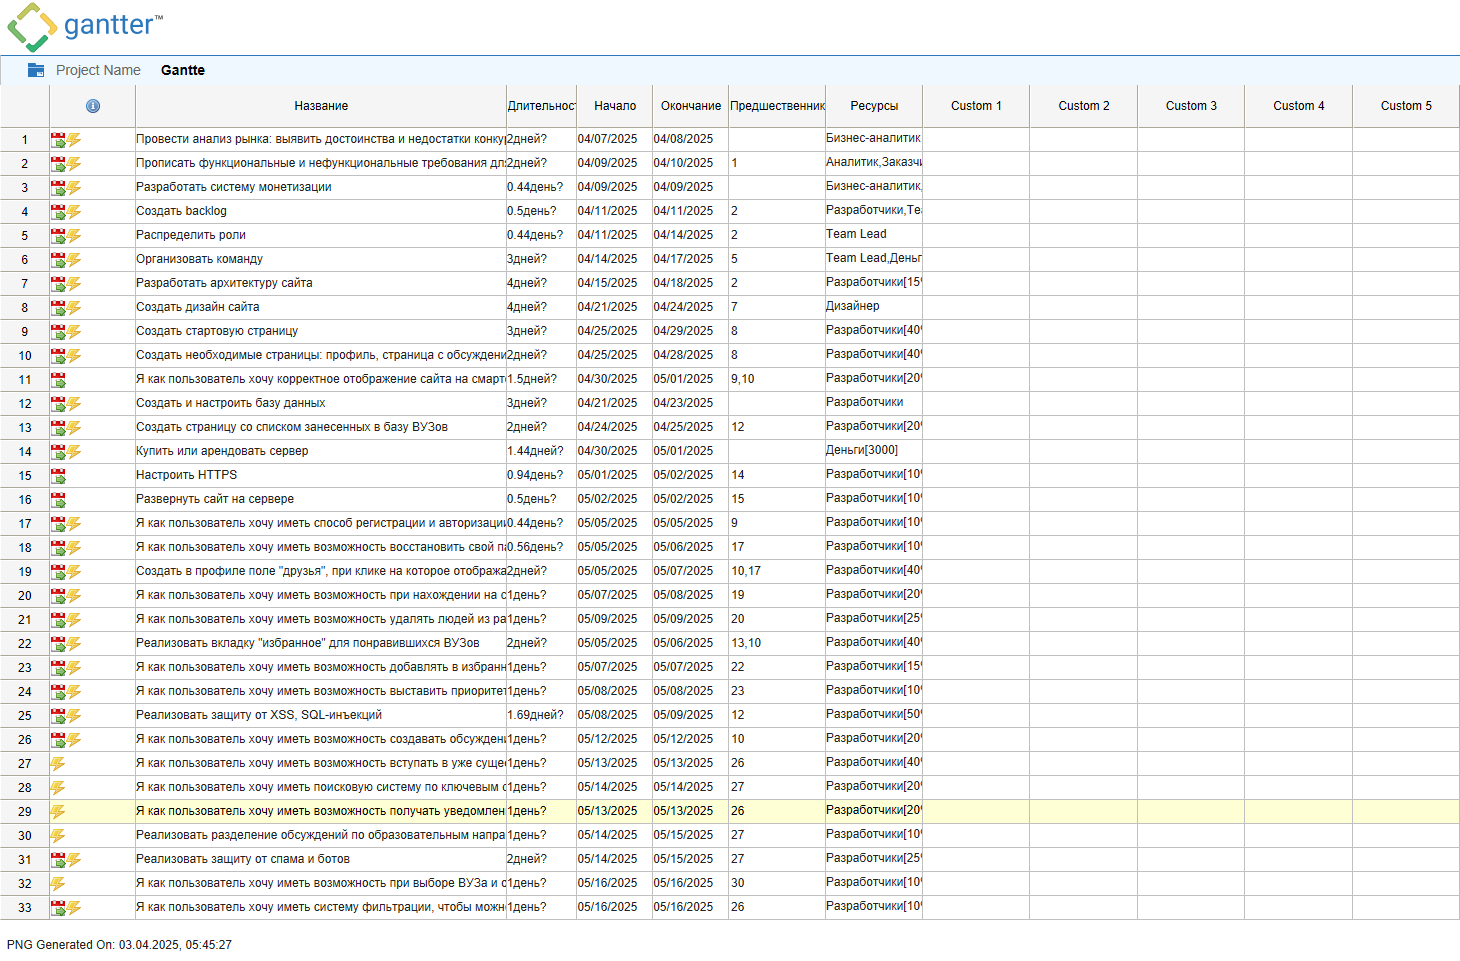 gantter™
Project Name Gantte
Название Длительност Начало Окончание Предшественник Ресурсы Custom 1 Custom 2 Custom 3 Custom 4 Custom 5
1 Провести анализ рынка: выявить достоинства и недостатки конку 2дней? 04/07/2025 04/08/2025 Бизнес-аналитик
2 Прописать функциональные и нефункциональные требования дл 2дней? 04/09/2025 04/10/2025 1 Аналитик,Заказчи
3 Разработать систему монетизации 0.44день? 04/09/2025 04/09/2025 Бизнес-аналитик,
4 Создать backlog 0.5день? 04/11/2025 04/11/2025 2 Разработчики,Tea
5 Распределить роли 0.44день? 04/11/2025 04/14/2025 2 Team Lead
6 Организовать команду 3дней? 04/14/2025 04/17/2025 5 Team Lead,Деньг
7 Разработать архитектуру сайта 4дней? 04/15/2025 04/18/2025 2 Разработчики[15%
8 Создать дизайн сайта 4дней? 04/21/2025 04/24/2025 7 Дизайнер
9 Создать стартовую страницу 3дней? 04/25/2025 04/29/2025 8 Разработчики[40%
10 Создать необходимые страницы: профиль, страница с обсуждени 2дней? 04/25/2025 04/28/2025 8 Разработчики[40%
11 Я как пользователь хочу корректное отображение сайта на смарт 1.5дней? 04/30/2025 05/01/2025 9,10 Разработчики[20%
12 Создать и настроить базу данных 3дней? 04/21/2025 04/23/2025 Разработчики
13 Создать страницу со списком занесенных в базу ВУЗов 2дней? 04/24/2025 04/25/2025 12 Разработчики[20%
14 Купить или арендовать сервер 1.44дней? 04/30/2025 05/01/2025 Деньги[3000]
15 Настроить HTTPS 0.94день? 05/01/2025 05/02/2025 14 Разработчики[10%
16 Развернуть сайт на сервере 0.5день? 05/02/2025 05/02/2025 15 Разработчики[10%
17 Я как пользователь хочу иметь способ регистрации и авторизации 0.44день? 05/05/2025 05/05/2025 9 Разработчики[10%
18 Я как пользователь хочу иметь возможность восстановить свой па 0.56день? 05/05/2025 05/06/2025 17 Разработчики[10%
19 Создать в профиле поле "друзья", при клике на которое отобража 2дней? 05/05/2025 05/07/2025 10,17 Разработчики[40%
20 Я как пользователь хочу иметь возможность при нахождении на с 1день? 05/07/2025 05/08/2025 19 Разработчики[20%
21 Я как пользователь хочу иметь возможность удалять людей из ра 1день? 05/09/2025 05/09/2025 20 Разработчики[25%
22 Реализовать вкладку "избранное" для понравившихся ВУЗов 2дней? 05/05/2025 05/06/2025 13,10 Разработчики[40%
23 Я как пользователь хочу иметь возможность добавлять в избранн 1день? 05/07/2025 05/07/2025 22 Разработчики[15%
24 Я как пользователь хочу иметь возможность выставить приоритет 1день? 05/08/2025 05/08/2025 23 Разработчики[10%
25 Реализовать защиту от XSS, SQL-инъекций 1.69дней? 05/08/2025 05/09/2025 12 Разработчики[50%
26 Я как пользователь хочу иметь возможность создавать обсужден 1день? 05/12/2025 05/12/2025 10 Разработчики[20%
27 Я как пользователь хочу иметь возможность вступать в уже суще 1день? 05/13/2025 05/13/2025 26 Разработчики[40%
28 Я как пользователь хочу иметь поисковую систему по ключевым с 1день? 05/14/2025 05/14/2025 27 Разработчики[20%
29 Я как пользователь хочу иметь возможность получать уведомлен 1день? 05/13/2025 05/13/2025 26 Разработчики[20%
30 Реализовать разделение обсуждений по образовательным напра 1день? 05/14/2025 05/15/2025 27 Разработчики[10%
31 Реализовать защиту от спама и ботов 2дней? 05/14/2025 05/15/2025 27 Разработчики[25%
32 Я как пользователь хочу иметь возможность при выборе ВУЗа и с 1день? 05/16/2025 05/16/2025 30 Разработчики[10%
33 Я как пользователь хочу иметь систему фильтрации, чтобы можн 1день? 05/16/2025 05/16/2025 26 Разработчики[10%
PNG Generated On: 03.04.2025, 05:45:27